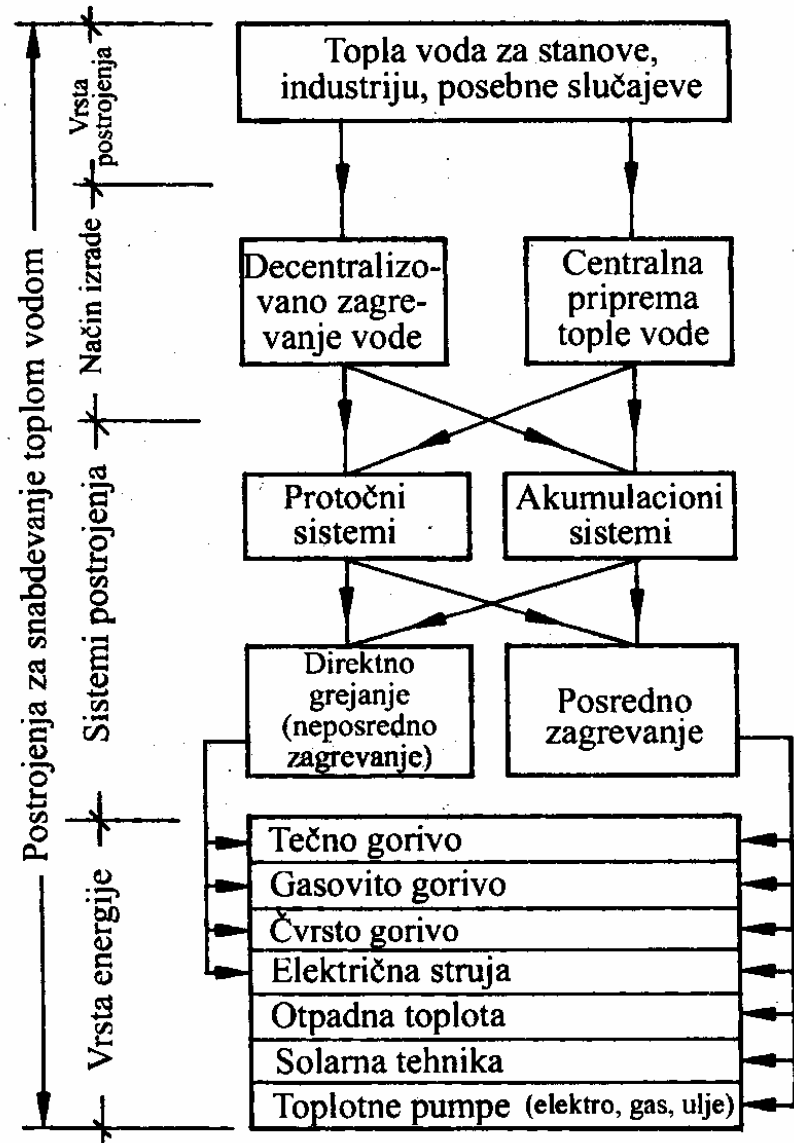 Postrojenja za snabdevanje toplom vodom
Vrsta
postrojenja
Način izrade
Sistemi postrojenja
Vrsta energije
Topla voda za stanove,
industriju, posebne slučajeve
Decentralizo-
vano zagre-
vanje vode
Centralna
priprema
tople vode
Protočni
sistemi
Akumulacioni
sistemi
Direktno
grejanje
(neposredno
zagrevanje)
Posredno
zagrevanje
Tečno gorivo
Gasovito gorivo
Čvrsto gorivo
Električna struja
Otpadna toplota
Solarna tehnika
Toplotne pumpe (elektro, gas, ulje)